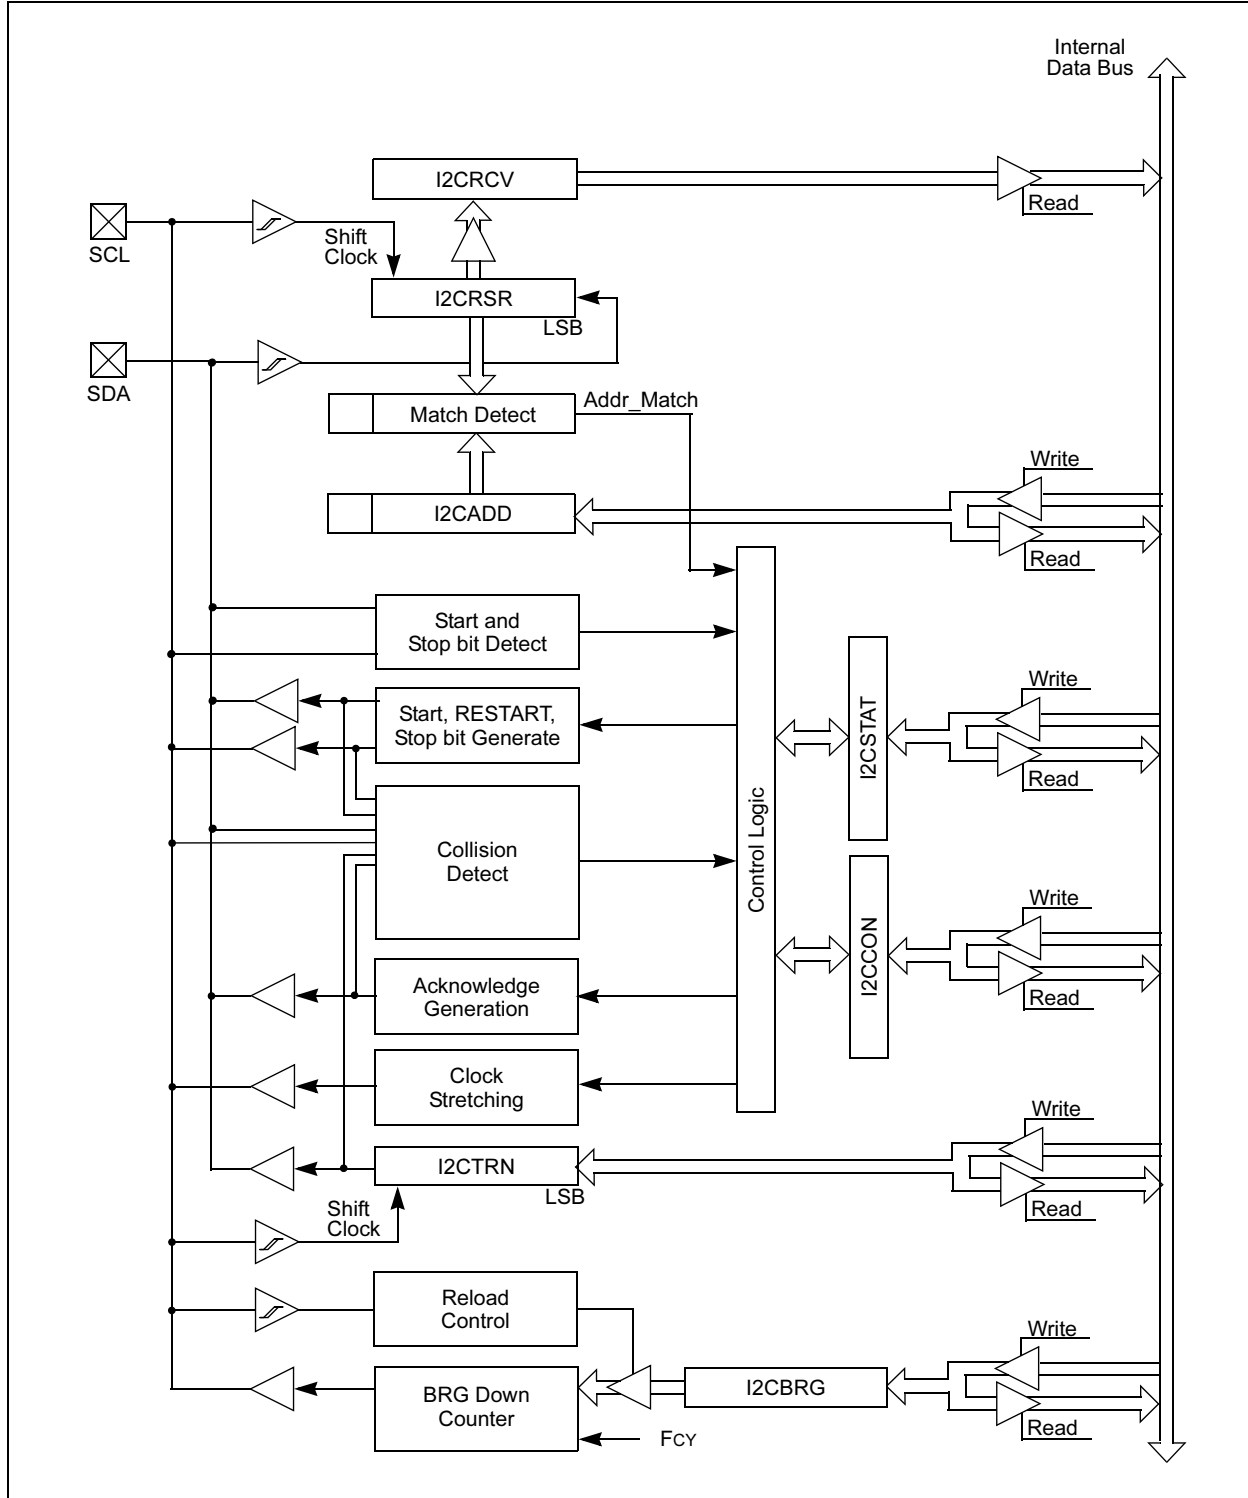 Internal
Data Bus
I2CRCV
Read
SCL
Shift
Clock
I2CRSR
LSB
SDA
Match Detect
Addr_Match
Write
I2CADD
Read
Start and
Stop bit Detect
Start, RESTART,
Stop bit Generate
Control Logic
I2CSTAT
Write
Read
Collision
Detect
I2CCON
Write
Read
Acknowledge
Generation
Clock
Stretching
Write
I2CTRN
LSB
Read
Shift
Clock
Reload
Control
Write
I2CBRG
BRG Down
Counter
FCY
Read